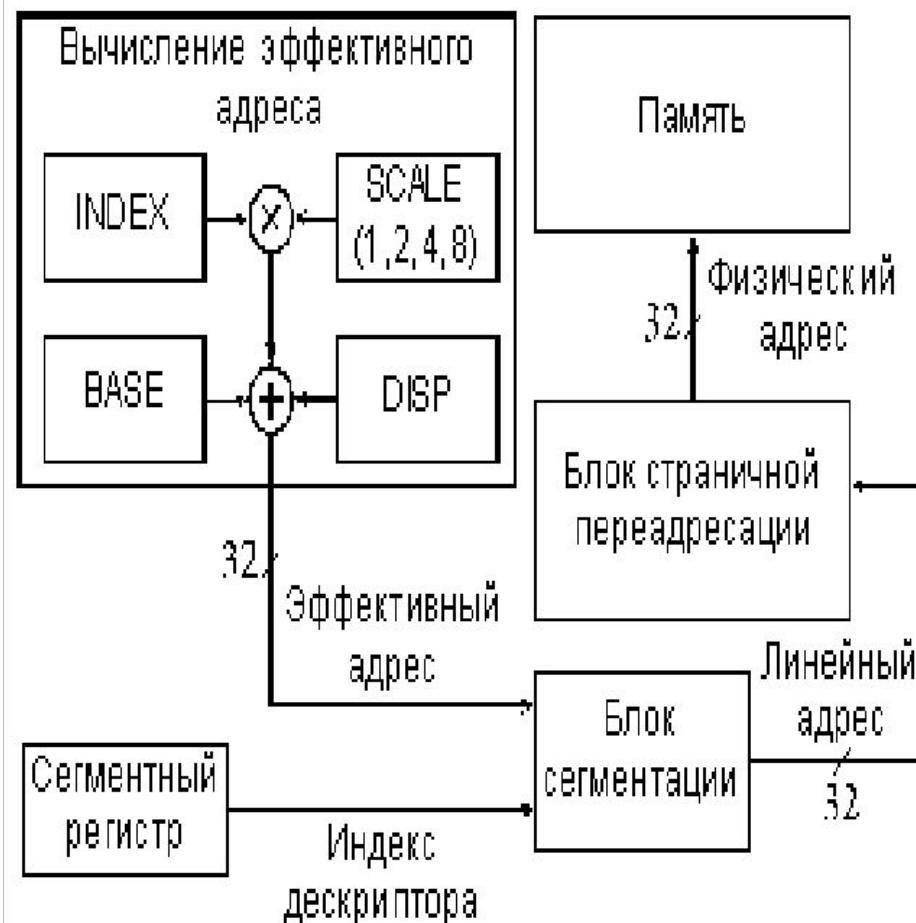 Вычисление эффективного
адреса
INDEX
SCALE
(1,2,4,8)
×
BASE
+
DISP
32
Эффективный
адрес
Сегментный
регистр
Индекс
дескриптора
Память
Физический
адрес
32
Блок страничной
переадресации
Линейный
адрес
32
Блок
сегментации